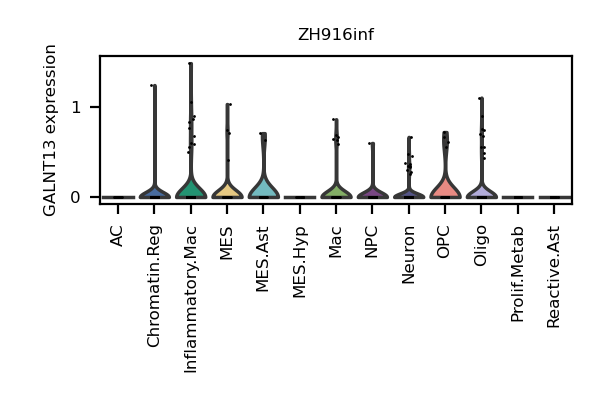 ZH916inf
GALNT13 expression
1
0
AC
Chromatin.Reg
Inflammatory.Mac
MES
MES.Ast
MES.Hyp
Mac
NPC
Neuron
OPC
Oligo
Prolif.Metab
Reactive.Ast